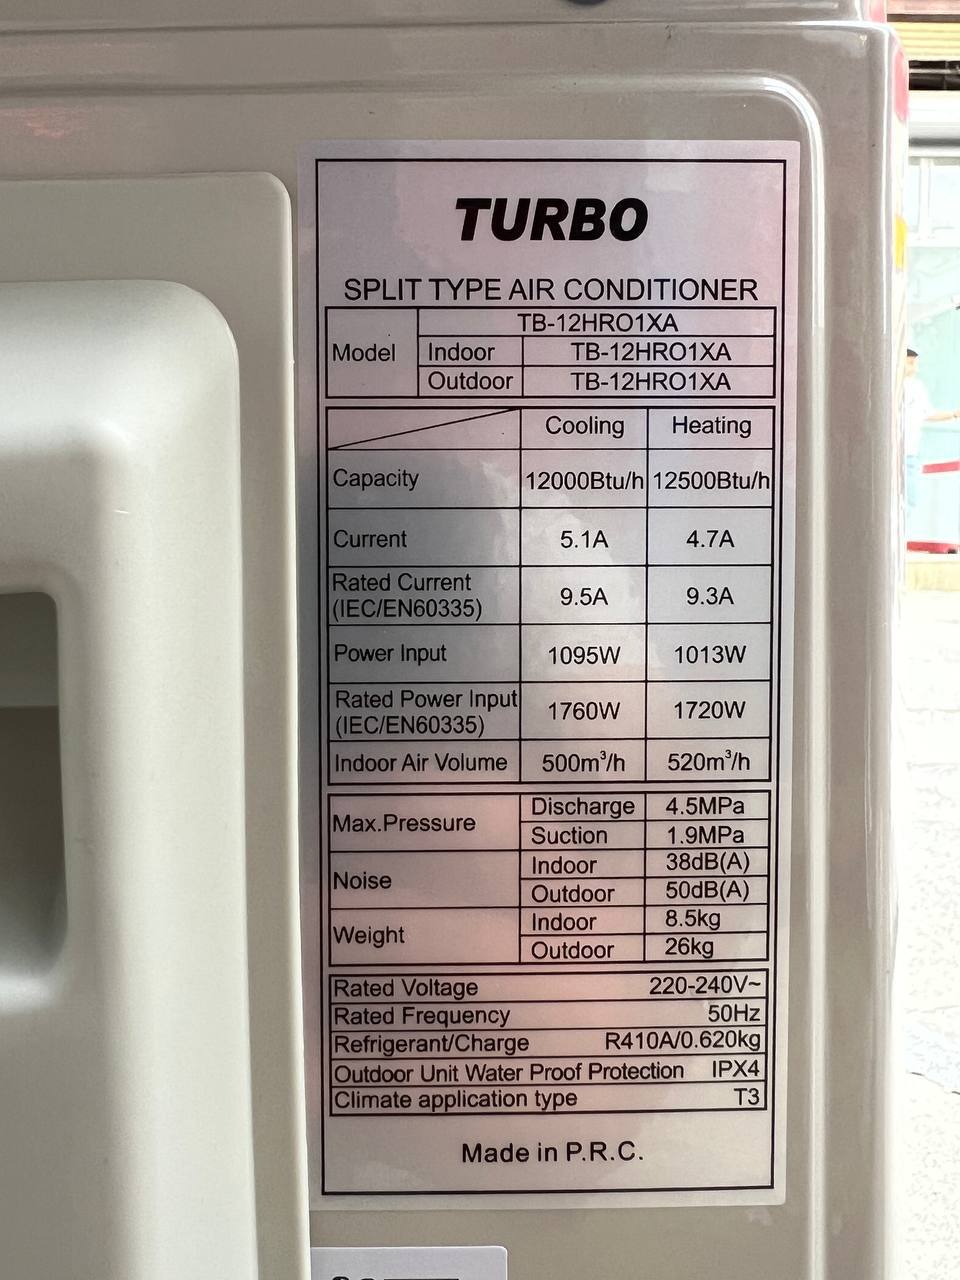 TURBO
SPLIT TYPE AIR CONDITIONER
Model TB-12HRO1XA
Indoor TB-12HRO1XA
Outdoor TB-12HRO1XA
Cooling Heating
Capacity 12000Btu/h 12500Btu/h
Current 5.1A 4.7A
Rated Current
(IEC/EN60335) 9.5A 9.3A
Power Input 1095W 1013W
Rated Power Input
(IEC/EN60335) 1760W 1720W
Indoor Air Volume 500m³/h 520m³/h
Max.Pressure Discharge 4.5MPa
Suction 1.9MPa
Noise Indoor 38dB(A)
Outdoor 50dB(A)
Weight Indoor 8.5kg
Outdoor 26kg
Rated Voltage 220-240V~
Rated Frequency 50Hz
Refrigerant/Charge R410A/0.620kg
Outdoor Unit Water Proof Protection IPX4
Climate application type T3
Made in P.R.C.